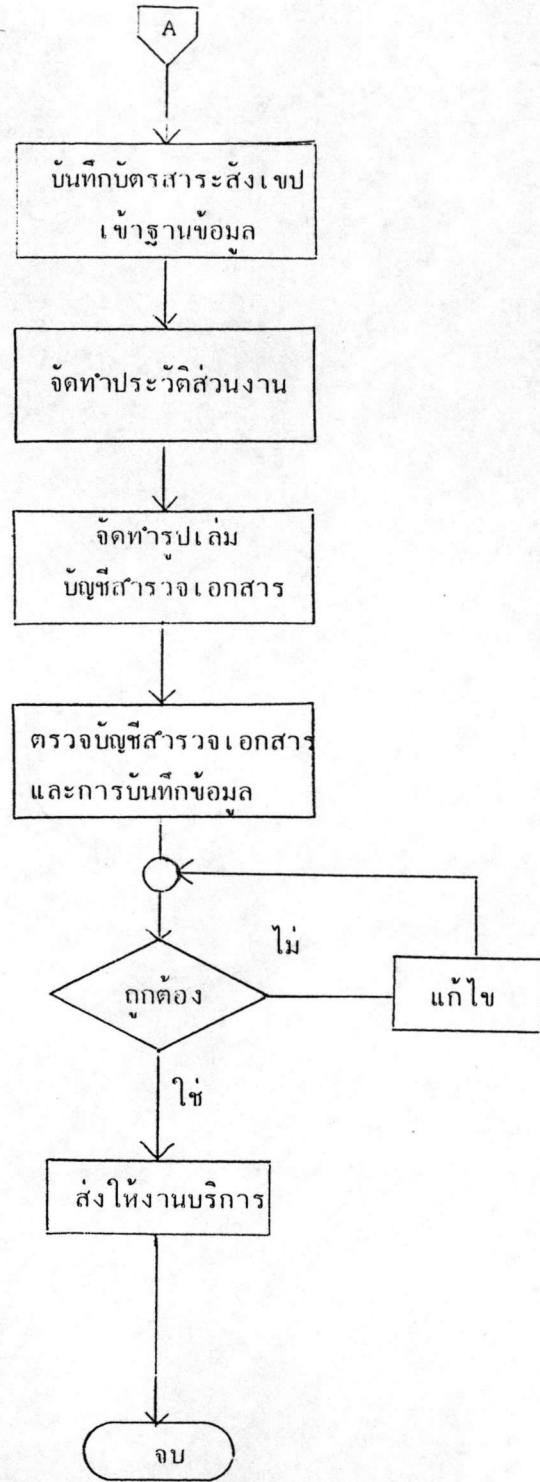 A
บันทึกบัตรสาระสังเขป
เข้าฐานข้อมูล
จัดทำประวัติส่วนงาน
จัดทำรูปเล่ม
บัญชีสำรวจเอกสาร
ตรวจบัญชีสำรวจเอกสาร
และการบันทึกข้อมูล
ไม่
ถูกต้อง
แก้ไข
ใช่
ส่งให้งานบริการ
จบ